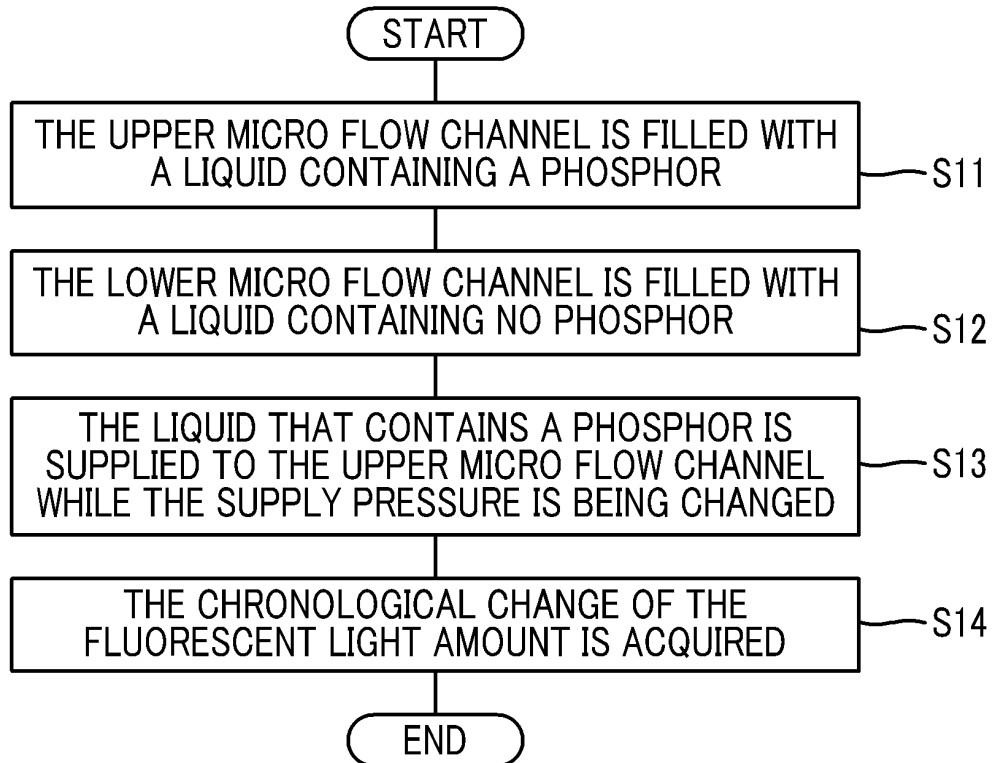 START
THE UPPER MICRO FLOW CHANNEL IS FILLED WITH
A LIQUID CONTAINING A PHOSPHOR
S11
THE LOWER MICRO FLOW CHANNEL IS FILLED WITH
A LIQUID CONTAINING NO PHOSPHOR
S12
THE LIQUID THAT CONTAINS A PHOSPHOR IS
SUPPLIED TO THE UPPER MICRO FLOW CHANNEL
WHILE THE SUPPLY PRESSURE IS BEING CHANGED
S13
THE CHRONOLOGICAL CHANGE OF THE
FLUORESCENT LIGHT AMOUNT IS ACQUIRED
S14
END